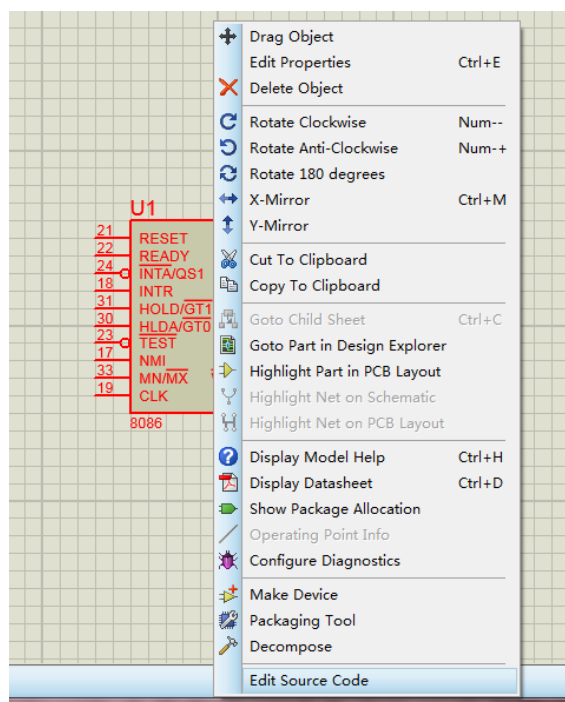 Drag Object
Edit Properties Ctrl+E
Delete Object
Rotate Clockwise Num--
Rotate Anti-Clockwise Num-+
Rotate 180 degrees
X-Mirror Ctrl+M
Y-Mirror
Cut To Clipboard
Copy To Clipboard
Goto Child Sheet Ctrl+C
Goto Part in Design Explorer
Highlight Part in PCB Layout
Highlight Net on Schematic
Highlight Net on PCB Layout
Display Model Help Ctrl+H
Display Datasheet Ctrl+D
Show Package Allocation
Operating Point Info
Configure Diagnostics
Make Device
Packaging Tool
Decompose
Edit Source Code
U1
21 RESET
22 READY
24 INTA/QS1
18 INTR
31 HOLD/GT1
30 HLDA/GT0
23 TEST
17 NMI
33 MN/MX
19 CLK
8086